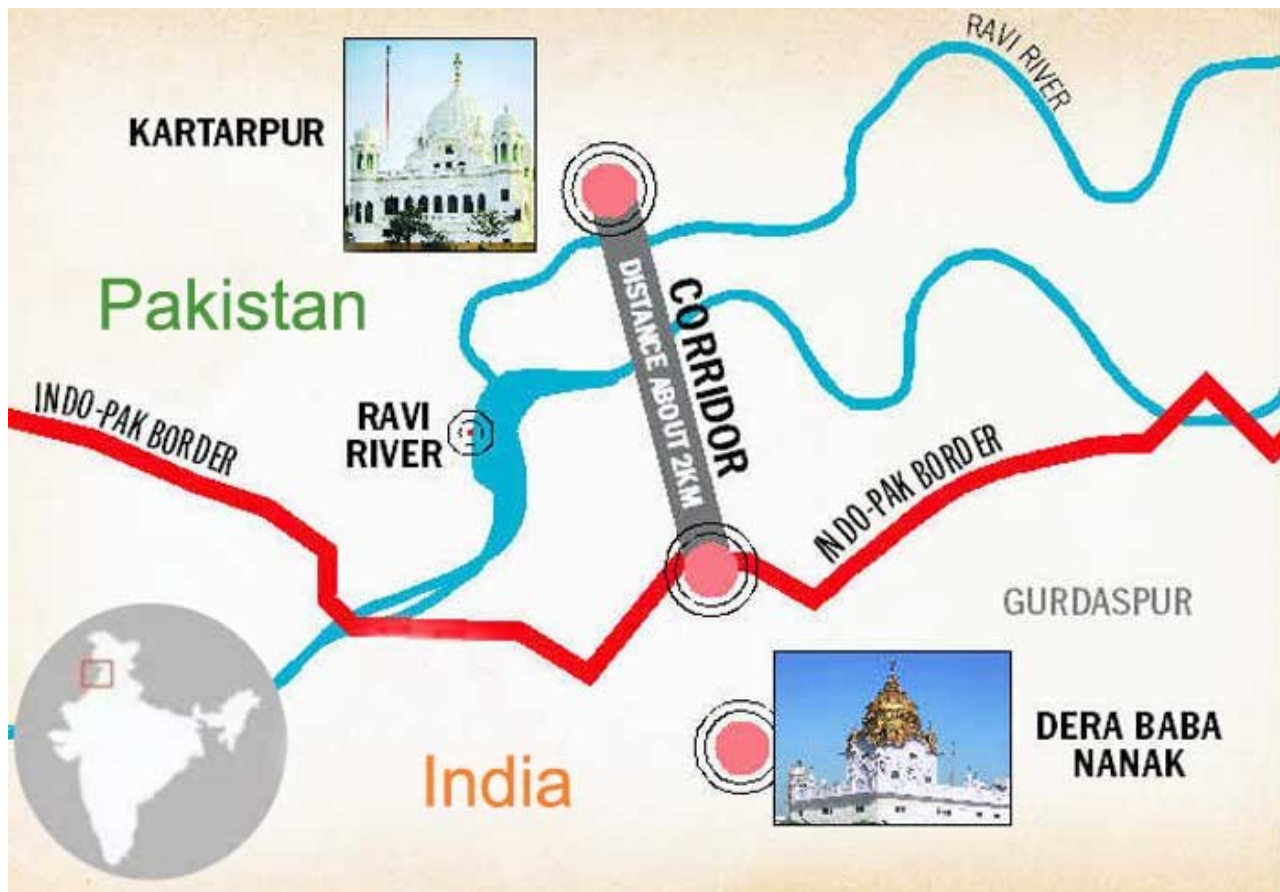 RAVI RIVER
KARTARPUR
Pakistan
DISTANCE ABOUT 2KM
CORRIDOR
INDO-PAK BORDER
RAVI
RIVER
INDO-PAK BORDER
GURDASPUR
DERA BABA
NANAK
India